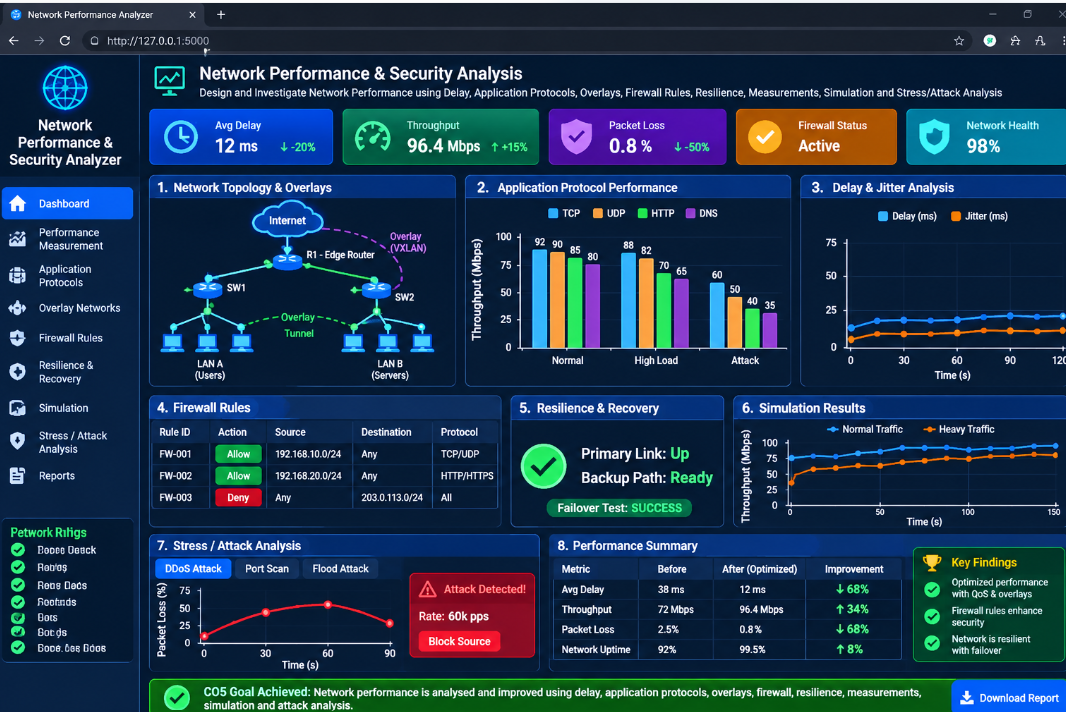 Network Performance Analyzer
http://127.0.0.1:5000
Network
Performance &
Security Analyzer
Dashboard
Performance
Measurement
Application
Protocols
Overlay Networks
Firewall Rules
Resilience &
Recovery
Simulation
Stress / Attack
Analysis
Reports
Network Performance & Security Analysis
Design and Investigate Network Performance using Delay, Application Protocols, Overlays, Firewall Rules, Resilience, Measurements, Simulation and Stress/Attack Analysis
Avg Delay
12 ms ↓ -20%
Throughput
96.4 Mbps ↑ +15%
Packet Loss
0.8 % ↓ -50%
Firewall Status
Active
Network Health
98%
1. Network Topology & Overlays
Internet
Overlay
(VXLAN)
R1 - Edge Router
SW1
SW2
Overlay
Tunnel
LAN A
(Users)
LAN B
(Servers)
2. Application Protocol Performance
TCP UDP HTTP DNS
Throughput (Mbps)
100
75
50
25
0
92 90 85 80
88 82 70 65
60 50 40 35
Normal High Load Attack
3. Delay & Jitter Analysis
Delay (ms) Jitter (ms)
75
50
25
0
0 30 60 90 120
Time (s)
4. Firewall Rules
Rule ID Action Source Destination Protocol
FW-001 Allow 192.168.10.0/24 Any TCP/UDP
FW-002 Allow 192.168.20.0/24 Any HTTP/HTTPS
FW-003 Deny Any 203.0.113.0/24 All
5. Resilience & Recovery
Primary Link: Up
Backup Path: Ready
Failover Test: SUCCESS
6. Simulation Results
Normal Traffic Heavy Traffic
Throughput (Mbps)
100
75
50
25
0
0 50 100 150
Time (s)
7. Stress / Attack Analysis
DDoS Attack Port Scan Flood Attack
Packet Loss (%)
75
50
25
0
0 30 60 90
Time (s)
Attack Detected!
Rate: 60k pps
Block Source
8. Performance Summary
Metric Before After (Optimized) Improvement
Avg Delay 38 ms 12 ms ↓ 68%
Throughput 72 Mbps 96.4 Mbps ↑ 34%
Packet Loss 2.5% 0.8% ↓ 68%
Network Uptime 92% 99.5% ↑ 8%
Key Findings
Optimized performance
with QoS & overlays
Firewall rules enhance
security
Network is resilient
with failover
CO5 Goal Achieved: Network performance is analysed and improved using delay, application protocols, overlays, firewall, resilience, measurements,
simulation and attack analysis.
Download Report